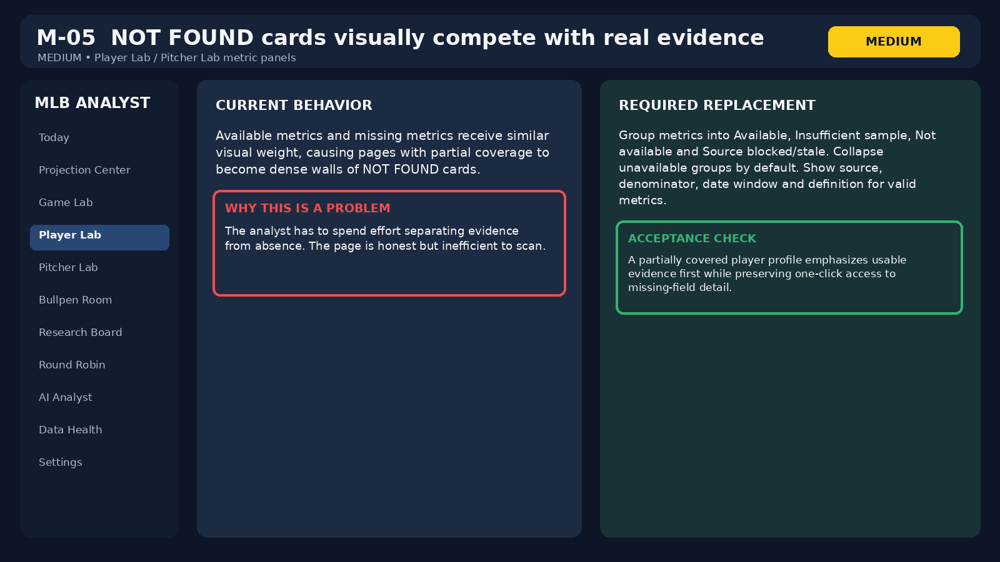 M-05  NOT FOUND cards visually compete with real evidence
MEDIUM • Player Lab / Pitcher Lab metric panels
MEDIUM
MLB ANALYST
Today
Projection Center
Game Lab
Player Lab
Pitcher Lab
Bullpen Room
Research Board
Round Robin
AI Analyst
Data Health
Settings
CURRENT BEHAVIOR
Available metrics and missing metrics receive similar
visual weight, causing pages with partial coverage to
become dense walls of NOT FOUND cards.
WHY THIS IS A PROBLEM
The analyst has to spend effort separating evidence
from absence. The page is honest but inefficient to scan.
REQUIRED REPLACEMENT
Group metrics into Available, Insufficient sample, Not
available and Source blocked/stale. Collapse
unavailable groups by default. Show source,
denominator, date window and definition for valid
metrics.
ACCEPTANCE CHECK
A partially covered player profile emphasizes usable
evidence first while preserving one-click access to
missing-field detail.